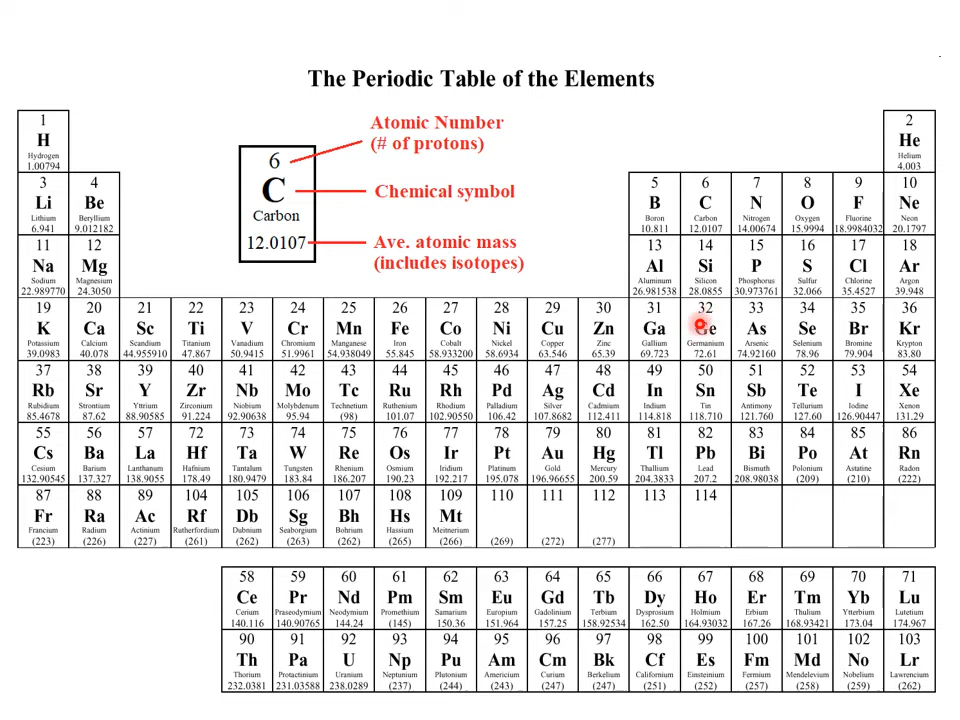 The Periodic Table of the Elements
Atomic Number
(# of protons)
6
C
Carbon
12.0107
Chemical symbol
Ave. atomic mass
(includes isotopes)
1 2
H He
Hydrogen Helium
1.00794 4.003
3 4 5 6 7 8 9 10
Li Be B C N O F Ne
Lithium Beryllium Boron Carbon Nitrogen Oxygen Fluorine Neon
6.941 9.012182 10.811 12.0107 14.00674 15.9994 18.9984032 20.1797
11 12 13 14 15 16 17 18
Na Mg Al Si P S Cl Ar
Sodium Magnesium Aluminum Silicon Phosphorus Sulfur Chlorine Argon
22.989770 24.3050 26.981538 28.0855 30.973761 32.066 35.4527 39.948
19 20 21 22 23 24 25 26 27 28 29 30 31 32 33 34 35 36
K Ca Sc Ti V Cr Mn Fe Co Ni Cu Zn Ga Ge As Se Br Kr
Potassium Calcium Scandium Titanium Vanadium Chromium Manganese Iron Cobalt Nickel Copper Zinc Gallium Germanium Arsenic Selenium Bromine Krypton
39.0983 40.078 44.955910 47.867 50.9415 51.9961 54.938049 55.845 58.933200 58.6934 63.546 65.39 69.723 72.61 74.92160 78.96 79.904 83.80
37 38 39 40 41 42 43 44 45 46 47 48 49 50 51 52 53 54
Rb Sr Y Zr Nb Mo Tc Ru Rh Pd Ag Cd In Sn Sb Te I Xe
Rubidium Strontium Yttrium Zirconium Niobium Molybdenum Technetium Ruthenium Rhodium Palladium Silver Cadmium Indium Tin Antimony Tellurium Iodine Xenon
85.4678 87.62 88.90585 91.224 92.90638 95.94 (98) 101.07 102.90550 106.42 107.8682 112.411 114.818 118.710 121.760 127.60 126.90447 131.29
55 56 57 72 73 74 75 76 77 78 79 80 81 82 83 84 85 86
Cs Ba La Hf Ta W Re Os Ir Pt Au Hg Tl Pb Bi Po At Rn
Cesium Barium Lanthanum Hafnium Tantalum Tungsten Rhenium Osmium Iridium Platinum Gold Mercury Thallium Lead Bismuth Polonium Astatine Radon
132.90545 137.327 138.9055 178.49 180.9479 183.84 186.207 190.23 192.217 195.078 196.96655 200.59 204.3833 207.2 208.98038 (209) (210) (222)
87 88 89 104 105 106 107 108 109 110 111 112 113 114
Fr Ra Ac Rf Db Sg Bh Hs Mt
Francium Radium Actinium Rutherfordium Dubnium Seaborgium Bohrium Hassium Meitnerium
(223) (226) (227) (261) (262) (263) (262) (265) (266) (269) (272) (277)
58 59 60 61 62 63 64 65 66 67 68 69 70 71
Ce Pr Nd Pm Sm Eu Gd Tb Dy Ho Er Tm Yb Lu
Cerium Praseodymium Neodymium Promethium Samarium Europium Gadolinium Terbium Dysprosium Holmium Erbium Thulium Ytterbium Lutetium
140.116 140.90765 144.24 (145) 150.36 151.964 157.25 158.92534 162.50 164.93032 167.26 168.93421 173.04 174.967
90 91 92 93 94 95 96 97 98 99 100 101 102 103
Th Pa U Np Pu Am Cm Bk Cf Es Fm Md No Lr
Thorium Protactinium Uranium Neptunium Plutonium Americium Curium Berkelium Californium Einsteinium Fermium Mendelevium Nobelium Lawrencium
232.0381 231.03588 238.0289 (237) (244) (243) (247) (247) (251) (252) (257) (258) (259) (262)